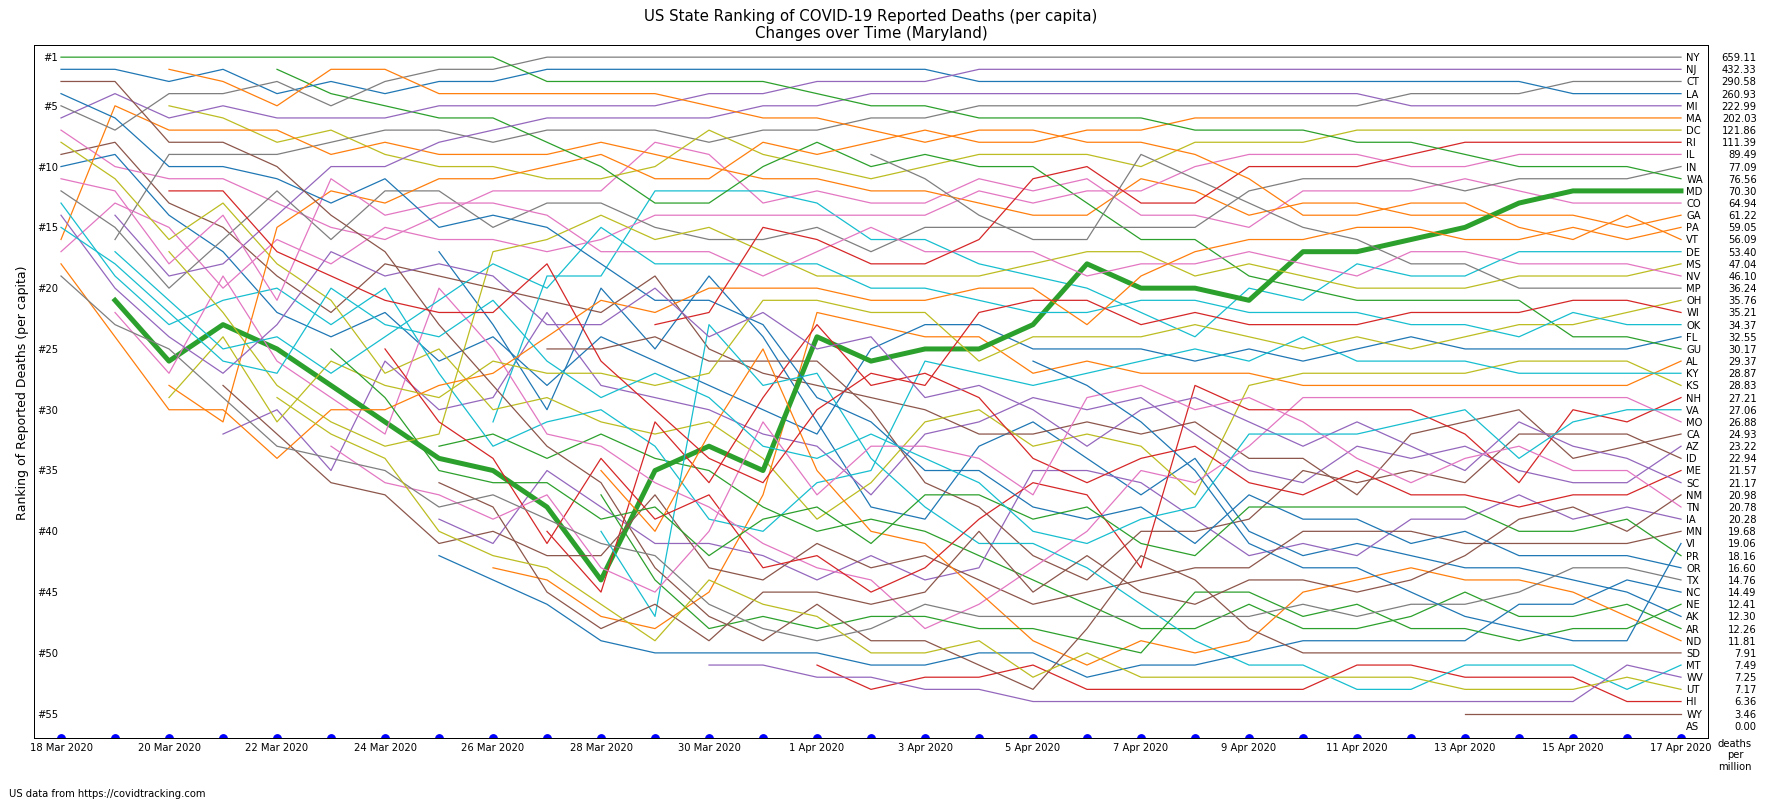 US State Ranking of COVID-19 Reported Deaths (per capita)
Changes over Time (Maryland)
Ranking of Reported Deaths (per capita)
#1
#5
#10
#15
#20
#25
#30
#35
#40
#45
#50
#55
NY 659.11
NJ 432.33
CT 290.58
LA 260.93
MI 222.99
MA 202.03
DC 121.86
RI 111.39
IL 89.49
IN 77.09
WA 76.56
MD 70.30
CO 64.94
GA 61.22
PA 59.05
VT 56.09
DE 53.40
MS 47.04
NV 46.10
MP 36.24
OH 35.76
WI 35.21
OK 34.37
FL 32.55
GU 30.17
AL 29.37
KY 28.87
KS 28.83
NH 27.21
VA 27.06
MO 26.88
CA 24.93
AZ 23.22
ID 22.94
ME 21.57
SC 21.17
NM 20.98
TN 20.78
IA 20.28
MN 19.68
VI 19.06
PR 18.16
OR 16.60
TX 14.76
NC 14.49
NE 12.41
AK 12.30
AR 12.26
ND 11.81
SD 7.91
MT 7.49
WV 7.25
UT 7.17
HI 6.36
WY 3.46
AS 0.00
18 Mar 2020 20 Mar 2020 22 Mar 2020 24 Mar 2020 26 Mar 2020 28 Mar 2020 30 Mar 2020 1 Apr 2020 3 Apr 2020 5 Apr 2020 7 Apr 2020 9 Apr 2020 11 Apr 2020 13 Apr 2020 15 Apr 2020 17 Apr 2020
deaths
per
million
US data from https://covidtracking.com